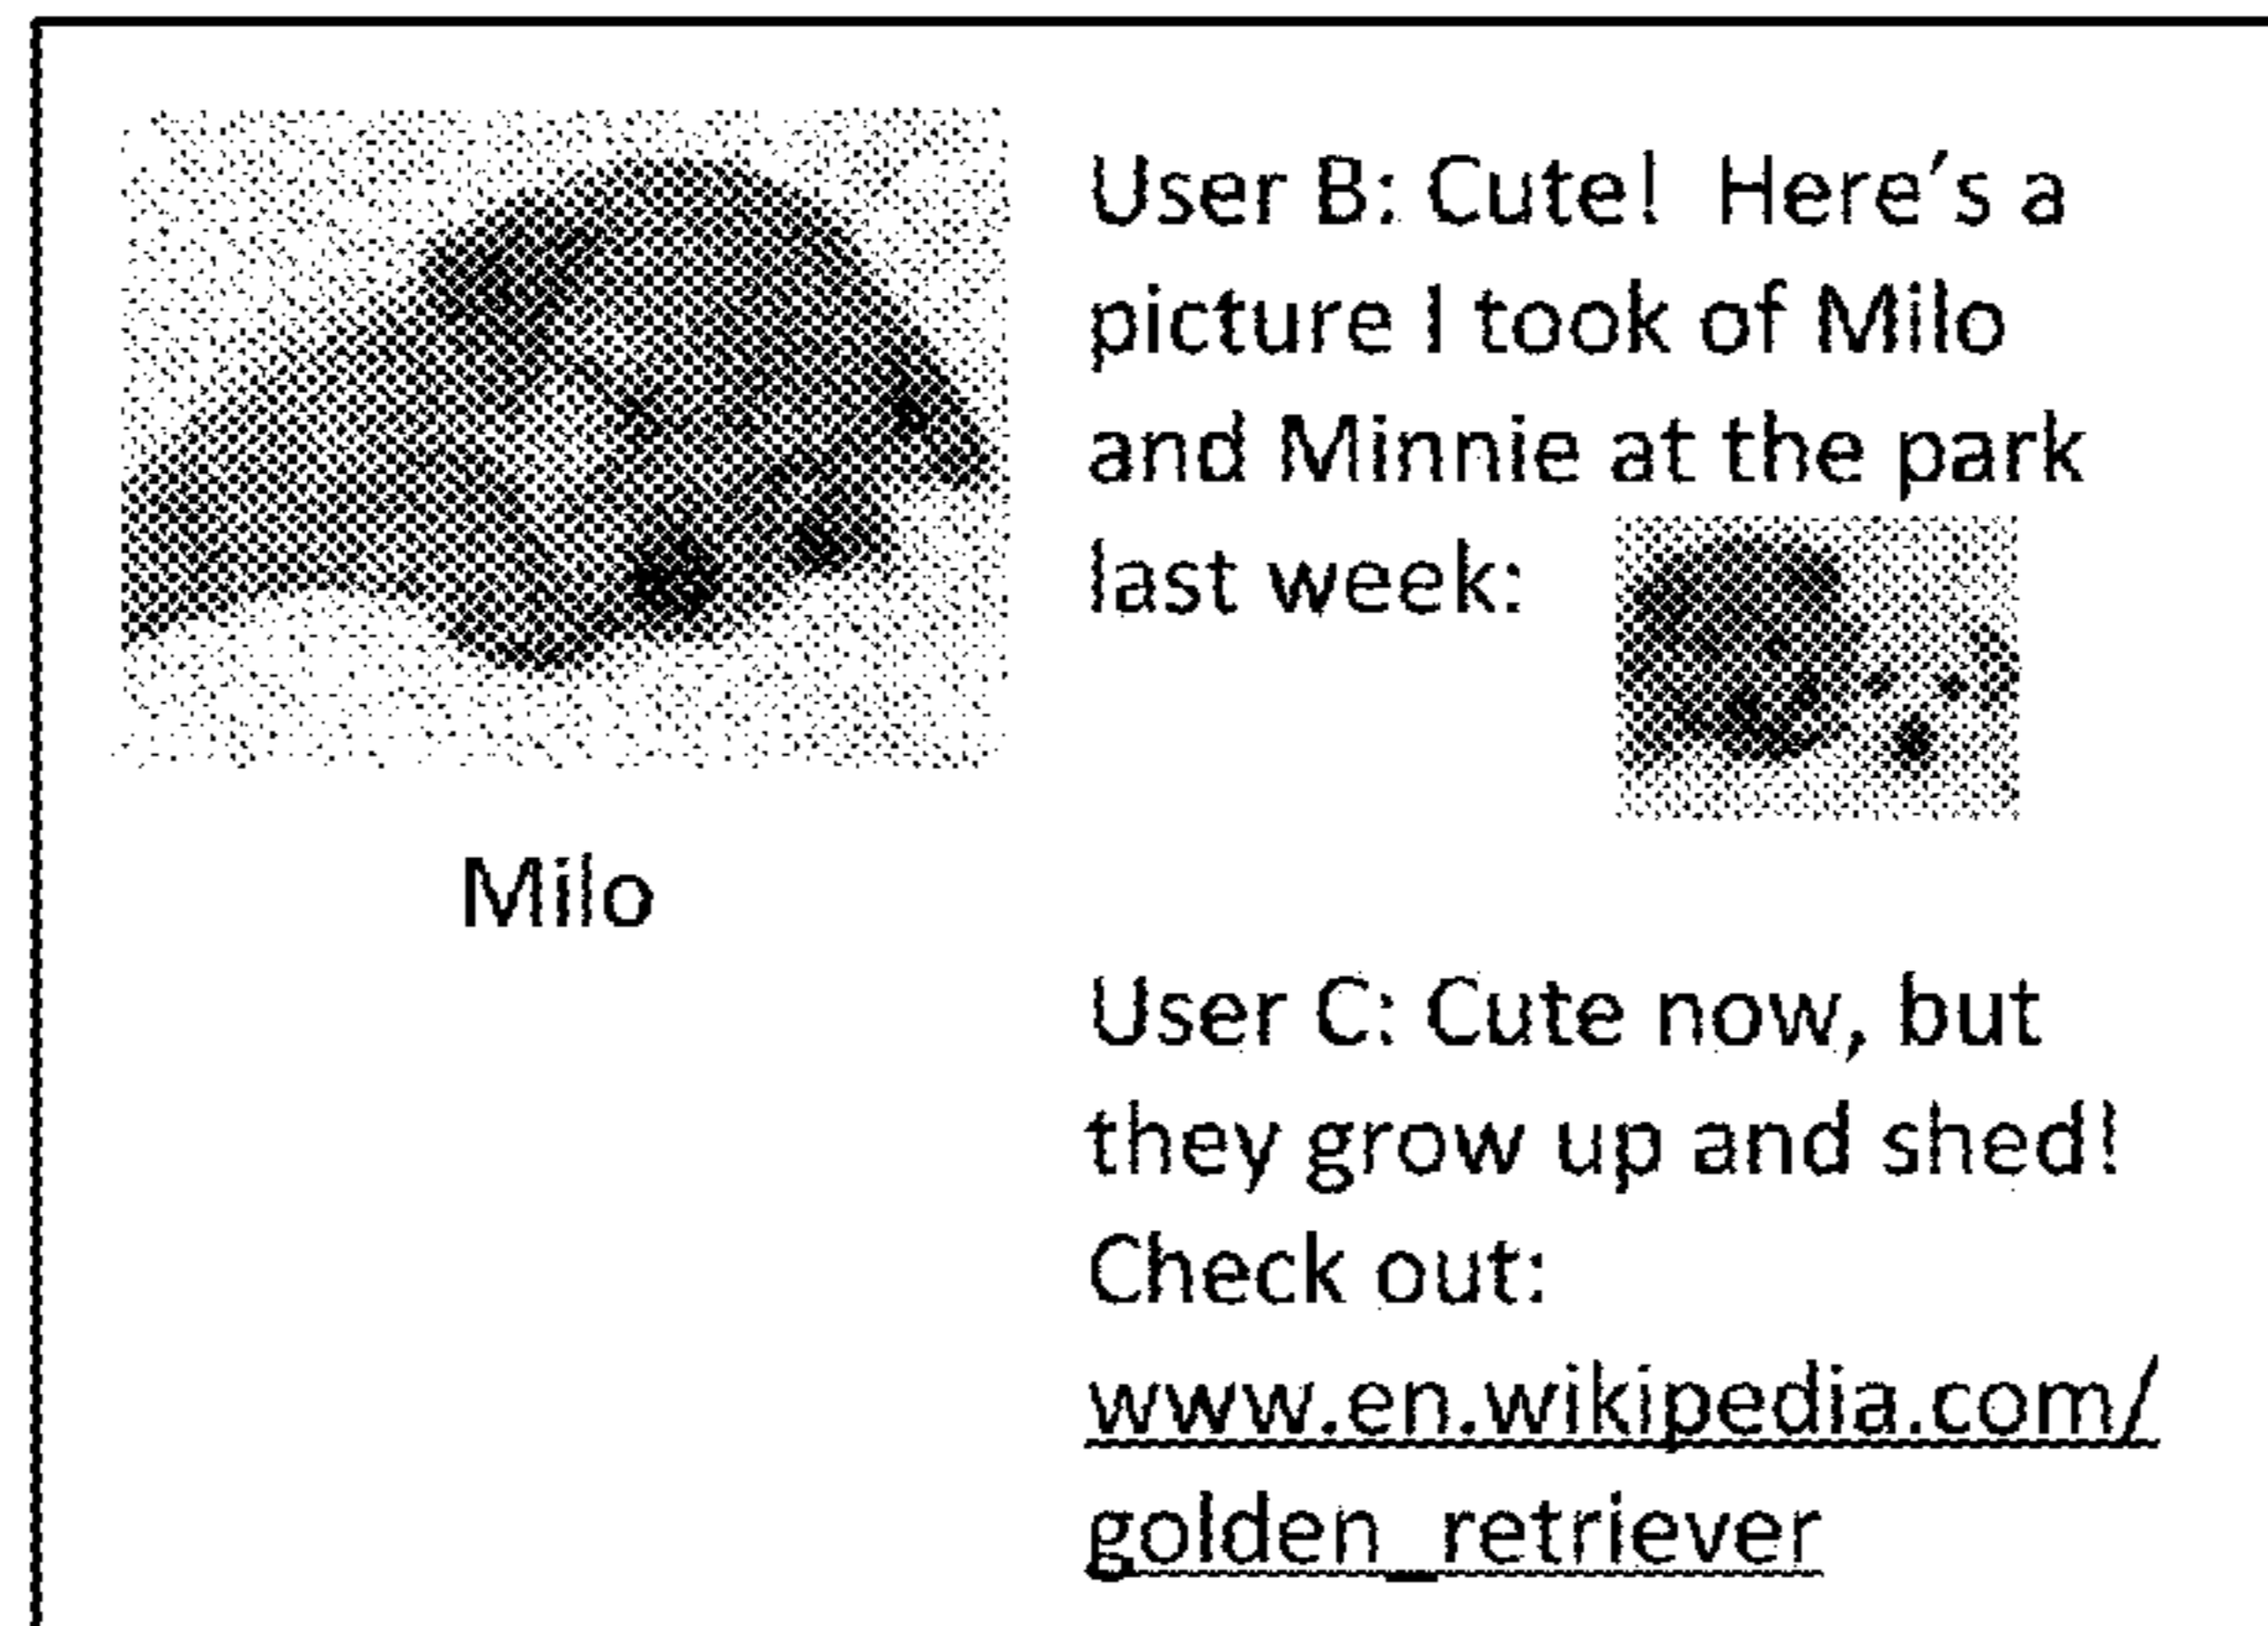 Milo
User B: Cute!  Here's a
picture I took of Milo
and Minnie at the park
last week:
User C: Cute now, but
they grow up and shed!
Check out:
www.en.wikipedia.com/
golden_retriever